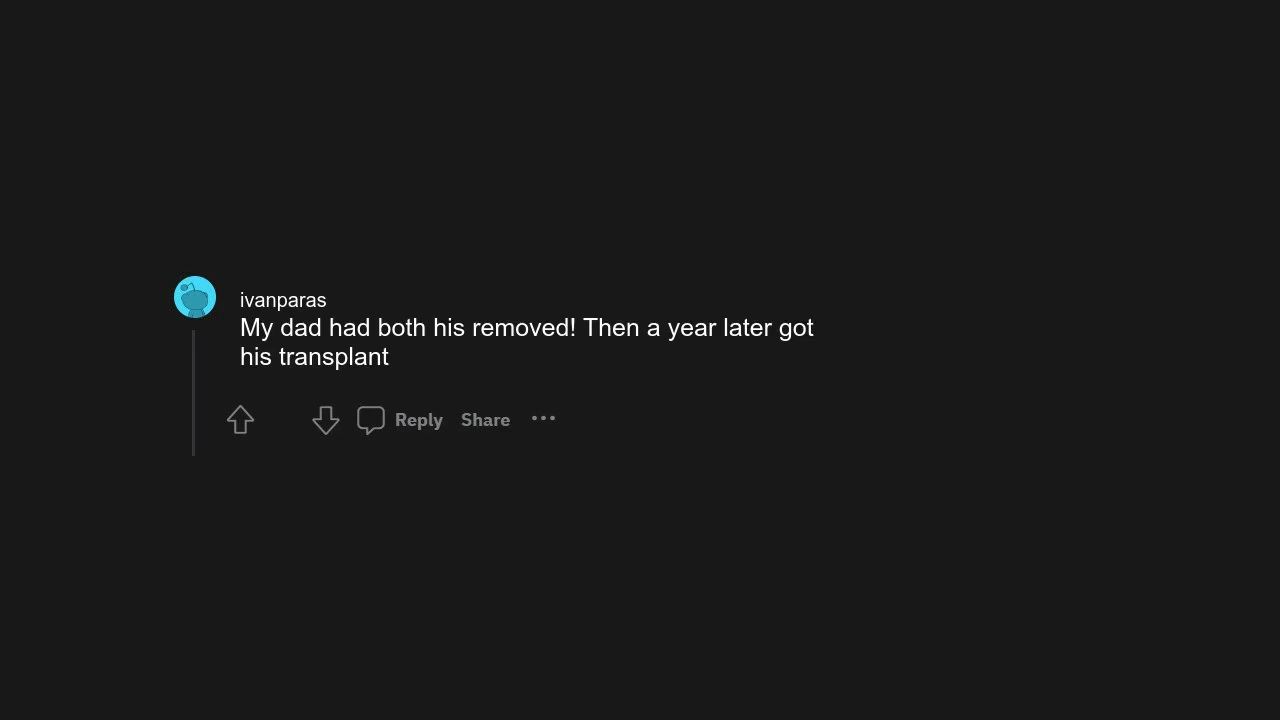 ivanparas
My dad had both his removed! Then a year later got
his transplant
Reply Share